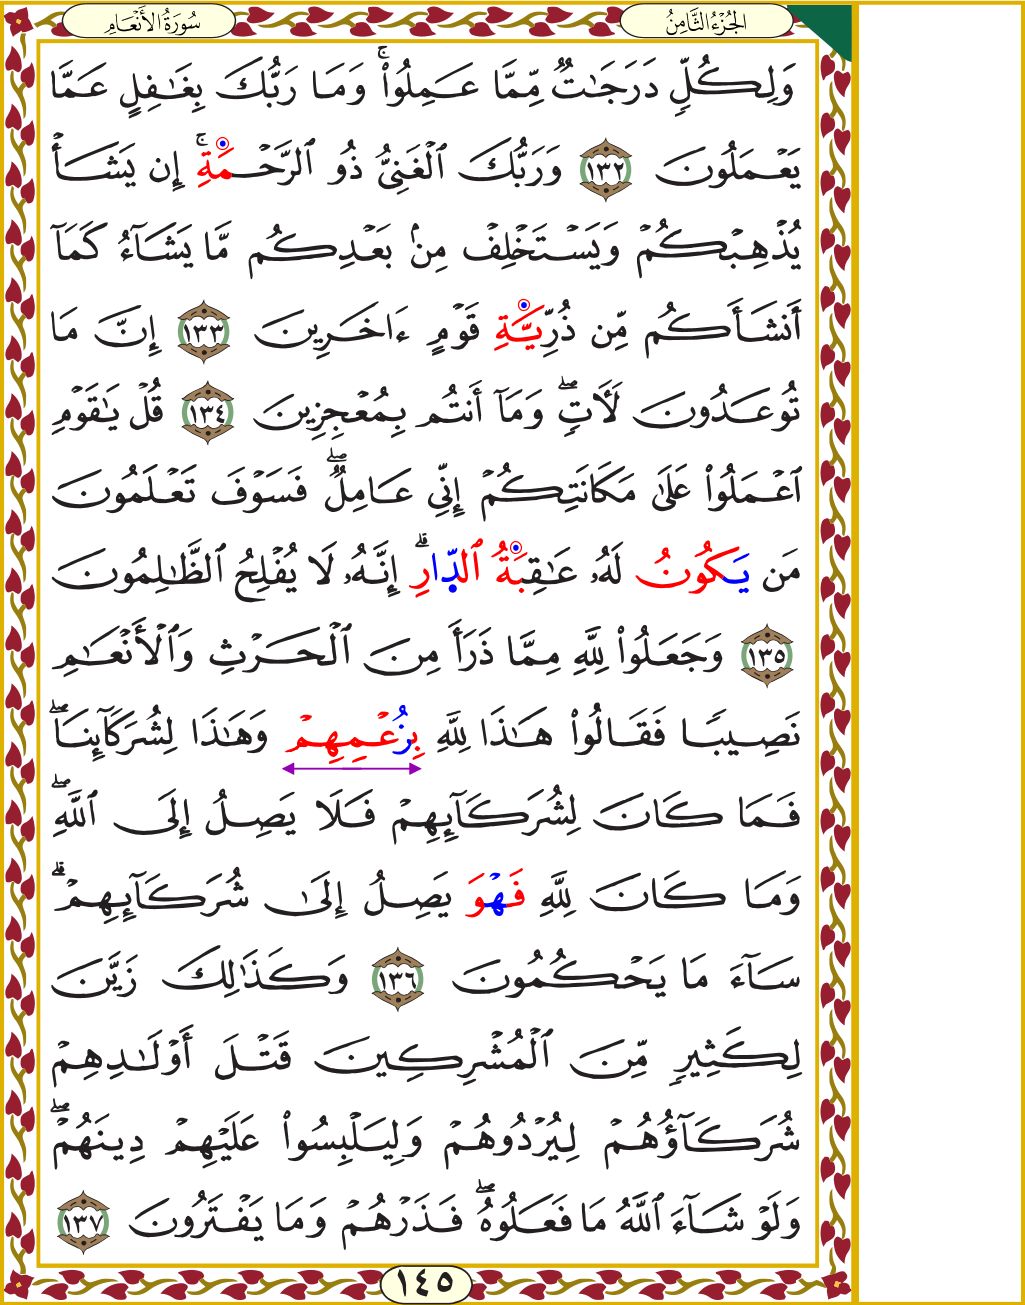 الجُزْءُ الثَّامِنُ
سُورَةُ الأَنْعَامِ
وَلِكُلٍّ دَرَجَٰتٌ مِّمَّا عَمِلُوا۟ ۚ وَمَا رَبُّكَ بِغَٰفِلٍ عَمَّا
يَعْمَلُونَ ١٣٢ وَرَبُّكَ ٱلْغَنِىُّ ذُو ٱلرَّحْمَةِ ۚ إِن يَشَأْ
يُذْهِبْكُمْ وَيَسْتَخْلِفْ مِنۢ بَعْدِكُم مَّا يَشَآءُ كَمَآ
أَنشَأَكُم مِّن ذُرِّيَّةِ قَوْمٍ ءَاخَرِينَ ١٣٣ إِنَّ مَا
تُوعَدُونَ لَءَاتٍ ۖ وَمَآ أَنتُم بِمُعْجِزِينَ ١٣٤ قُلْ يَٰقَوْمِ
ٱعْمَلُوا۟ عَلَىٰ مَكَانَتِكُمْ إِنِّى عَامِلٌ ۖ فَسَوْفَ تَعْلَمُونَ
مَن يَكُونُ لَهُۥ عَٰقِبَةُ ٱلدِّارِ ۗ إِنَّهُۥ لَا يُفْلِحُ ٱلظَّٰلِمُونَ
١٣٥ وَجَعَلُوا۟ لِلَّهِ مِمَّا ذَرَأَ مِنَ ٱلْحَرْثِ وَٱلْأَنْعَٰمِ
نَصِيبًا فَقَالُوا۟ هَٰذَا لِلَّهِ بِزُعْمِهِمْ وَهَٰذَا لِشُرَكَآئِنَا ۖ
فَمَا كَانَ لِشُرَكَآئِهِمْ فَلَا يَصِلُ إِلَى ٱللَّهِ ۖ
وَمَا كَانَ لِلَّهِ فَهْوَ يَصِلُ إِلَىٰ شُرَكَآئِهِمْ ۗ
سَآءَ مَا يَحْكُمُونَ ١٣٦ وَكَذَٰلِكَ زَيَّنَ
لِكَثِيرٍ مِّنَ ٱلْمُشْرِكِينَ قَتْلَ أَوْلَٰدِهِمْ
شُرَكَآؤُهُمْ لِيُرْدُوهُمْ وَلِيَلْبِسُوا۟ عَلَيْهِمْ دِينَهُمْ ۖ
وَلَوْ شَآءَ ٱللَّهُ مَا فَعَلُوهُ ۖ فَذَرْهُمْ وَمَا يَفْتَرُونَ ١٣٧
١٤٥